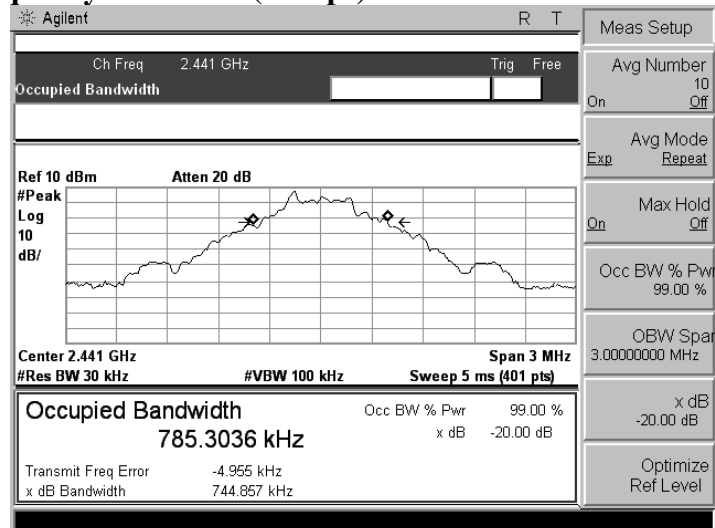 Agilent R T
Ch Freq 2.441 GHz Trig Free
Occupied Bandwidth
Ref 10 dBm Atten 20 dB
#Peak
Log
10
dB/
Center 2.441 GHz Span 3 MHz
#Res BW 30 kHz #VBW 100 kHz Sweep 5 ms (401 pts)
Occupied Bandwidth Occ BW % Pwr 99.00 %
785.3036 kHz x dB -20.00 dB
Transmit Freq Error -4.955 kHz
x dB Bandwidth 744.857 kHz
Meas Setup
Avg Number
10
On Off
Avg Mode
Exp Repeat
Max Hold
On Off
Occ BW % Pwr
99.00 %
OBW Span
3.00000000 MHz
x dB
-20.00 dB
Optimize
Ref Level